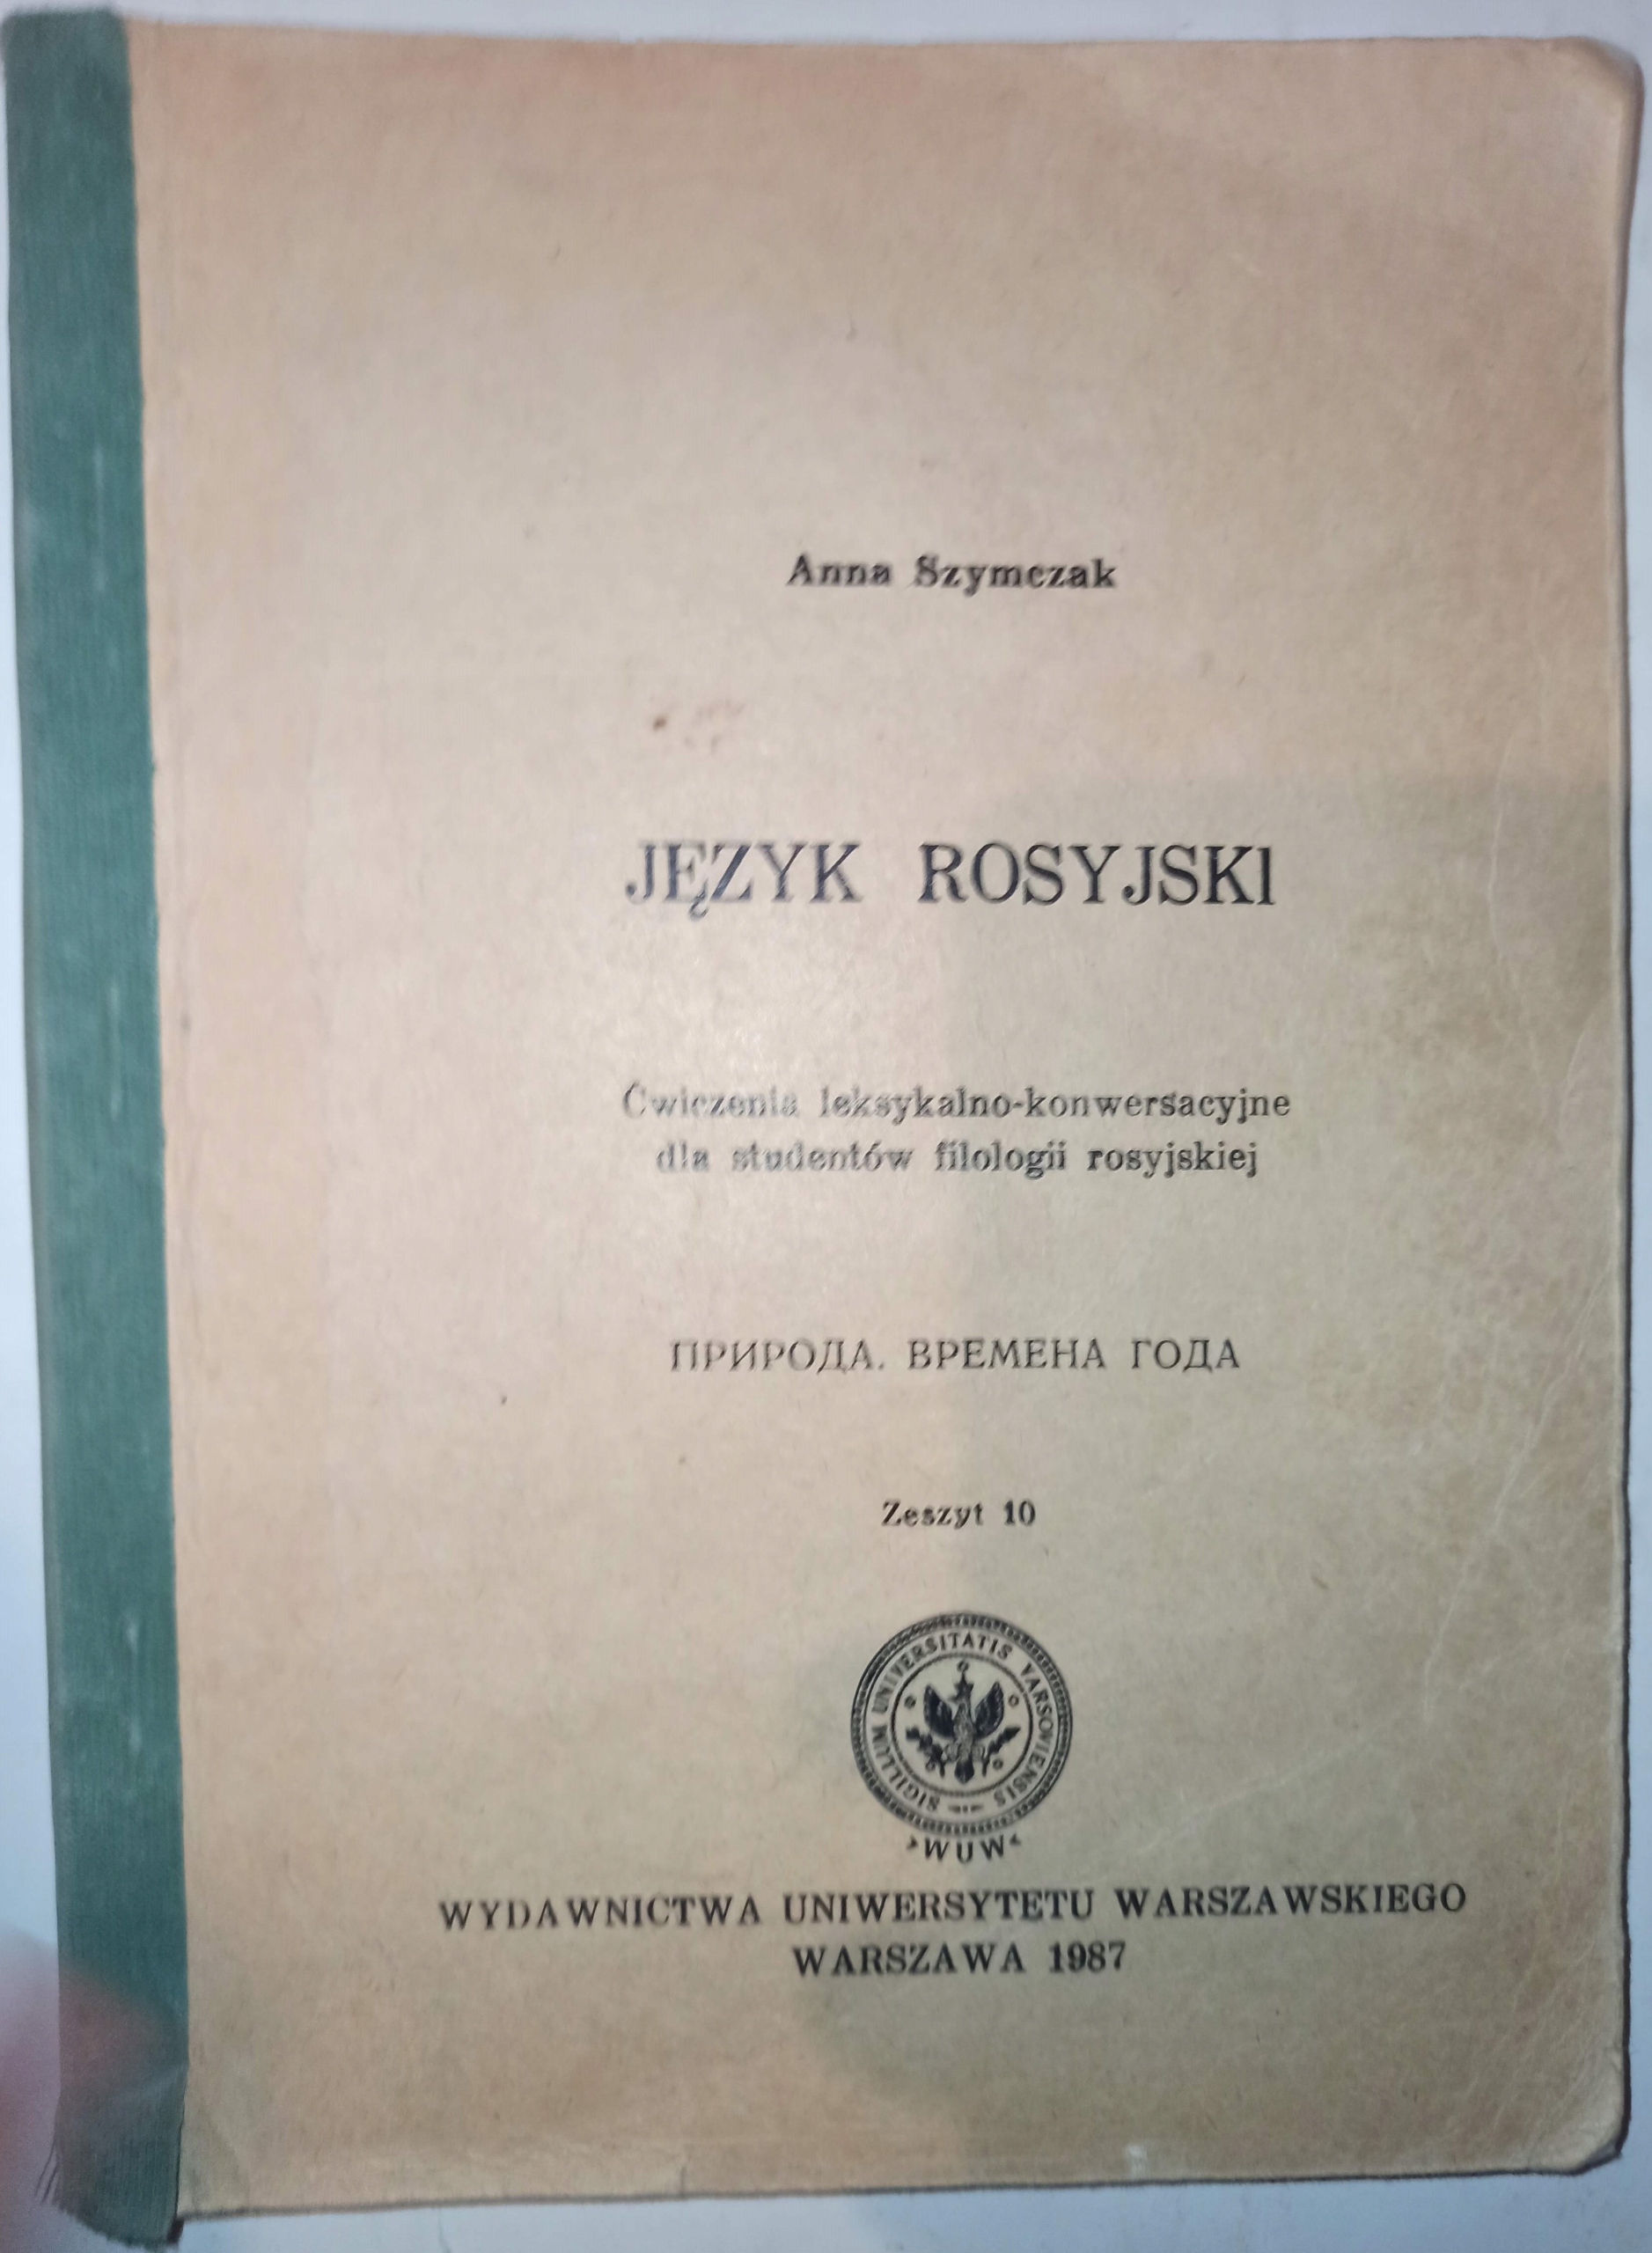 Anna Szymczak
JĘZYK ROSYJSKI
Ćwiczenia leksykalno-konwersacyjne
dla studentów filologii rosyjskiej
ПРИРОДА. ВРЕМЕНА ГОДА
Zeszyt 10
SIGILLUM UNIVERSITATIS VARSOVIENSIS
WUW
WYDAWNICTWA UNIWERSYTETU WARSZAWSKIEGO
WARSZAWA 1987